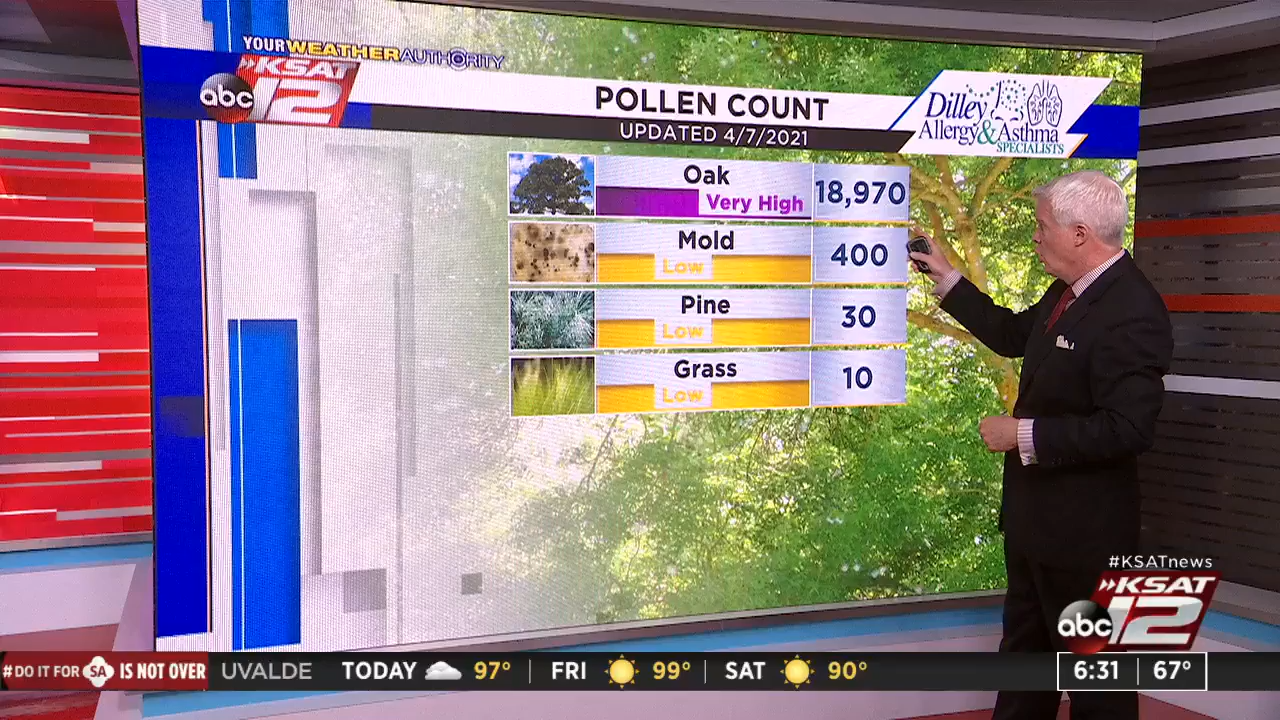 YOUR WEATHER AUTHORITY
KSAT
abc 12
POLLEN COUNT
UPDATED 4/7/2021
Dilley
Allergy & Asthma
SPECIALISTS
Oak
Very High
18,970
Mold
Low
400
Pine
Low
30
Grass
Low
10
#KSATnews
KSAT
abc 12
#DO IT FOR SA IS NOT OVER UVALDE TODAY 97° FRI 99° SAT 90° 6:31 67°